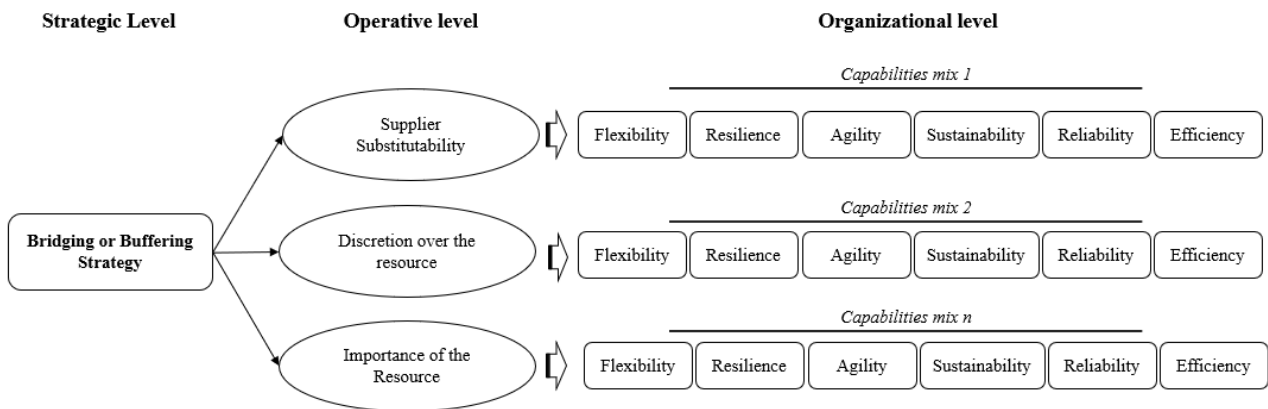 Strategic Level
Operative level
Organizational level
Capabilities mix 1
Supplier
Substitutability
Flexibility
Resilience
Agility
Sustainability
Reliability
Efficiency
Capabilities mix 2
Bridging or Buffering
Strategy
Discretion over the
resource
Flexibility
Resilience
Agility
Sustainability
Reliability
Efficiency
Capabilities mix n
Importance of the
Resource
Flexibility
Resilience
Agility
Sustainability
Reliability
Efficiency